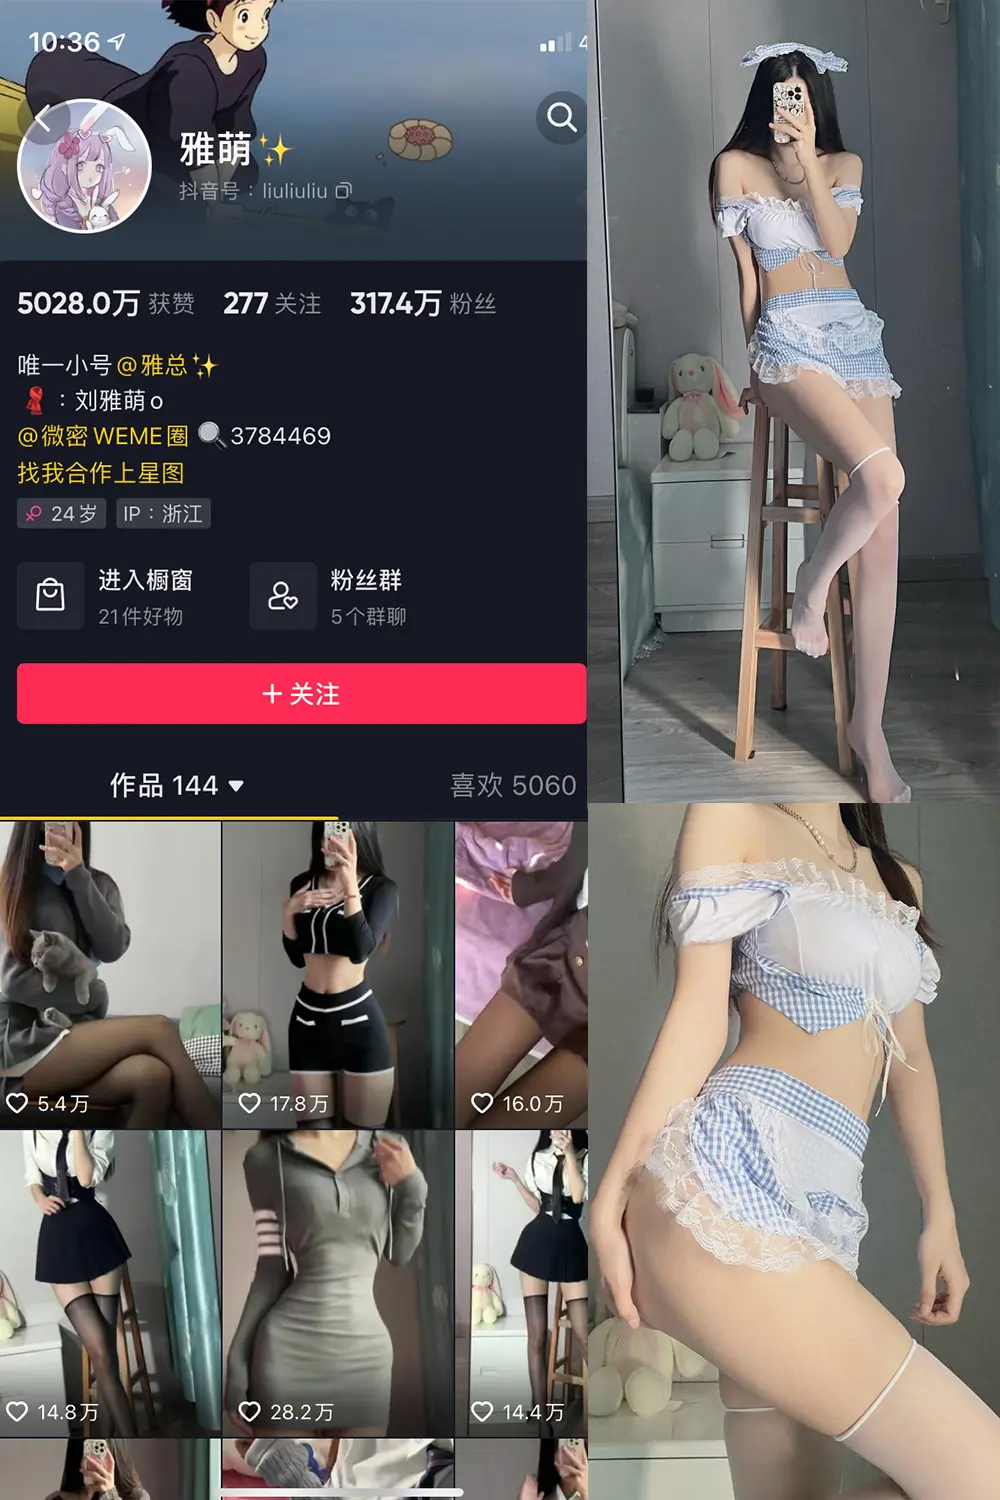 10:36
4
雅萌✨
抖音号：liuliuliu
5028.0万 获赞 277 关注 317.4万 粉丝
唯一小号@雅总✨
🧣：刘雅萌o
@微密WEME圈 🔍3784469
找我合作上星图
♀ 24岁 IP：浙江
进入橱窗
21件好物
粉丝群
5个群聊
+ 关注
作品 144 ▼ 喜欢 5060
♡ 5.4万 ♡ 17.8万 ♡ 16.0万
♡ 14.8万 ♡ 28.2万 ♡ 14.4万